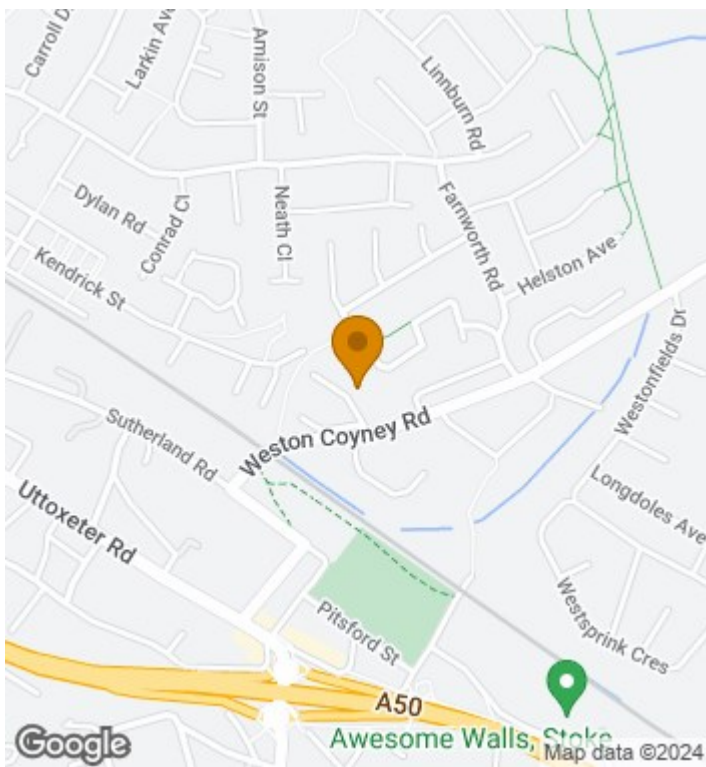 Carroll D
Larkin Ave
Amison St
Linnburn Rd
Dylan Rd
Conrad Cl
Neath Cl
Farnworth Rd
Kendrick St
Helston Ave
Westonfields Dr
Sutherland Rd
Weston Coyney Rd
Uttoxeter Rd
Longdoles Ave
Pitsford St
Westsprink Cres
A50
Awesome Walls, Stoke
Google
Map data ©2024